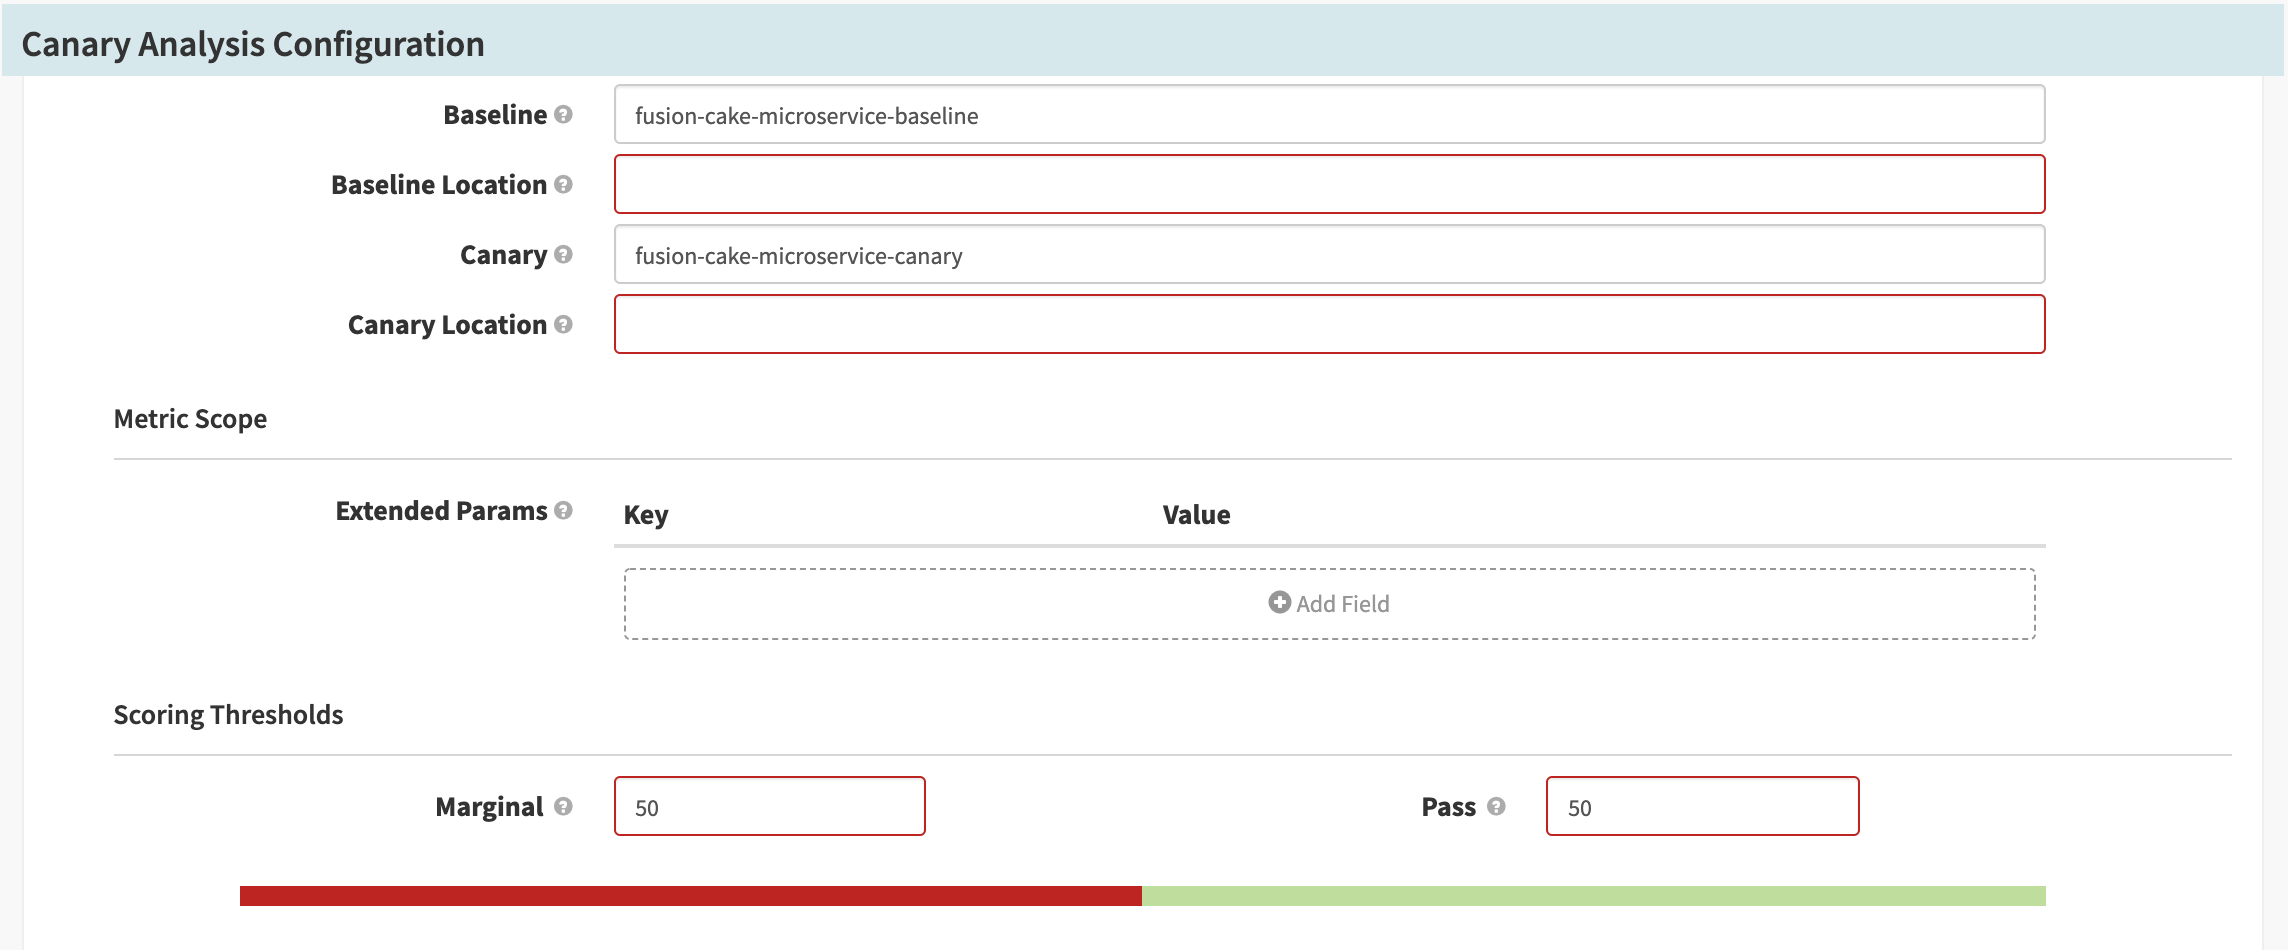 Canary Analysis Configuration
Baseline
fusion-cake-microservice-baseline
Baseline Location
Canary
fusion-cake-microservice-canary
Canary Location
Metric Scope
Extended Params
Key Value
Add Field
Scoring Thresholds
Marginal 50 Pass 50